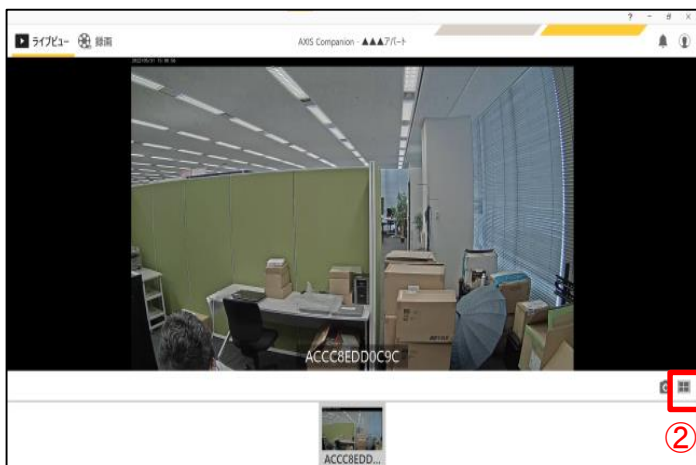 ? - ×
ライブビュー 録画 AXIS Companion - ▲▲▲アパート
ACCC8EDD0C9C
②
ACCC8EDD...